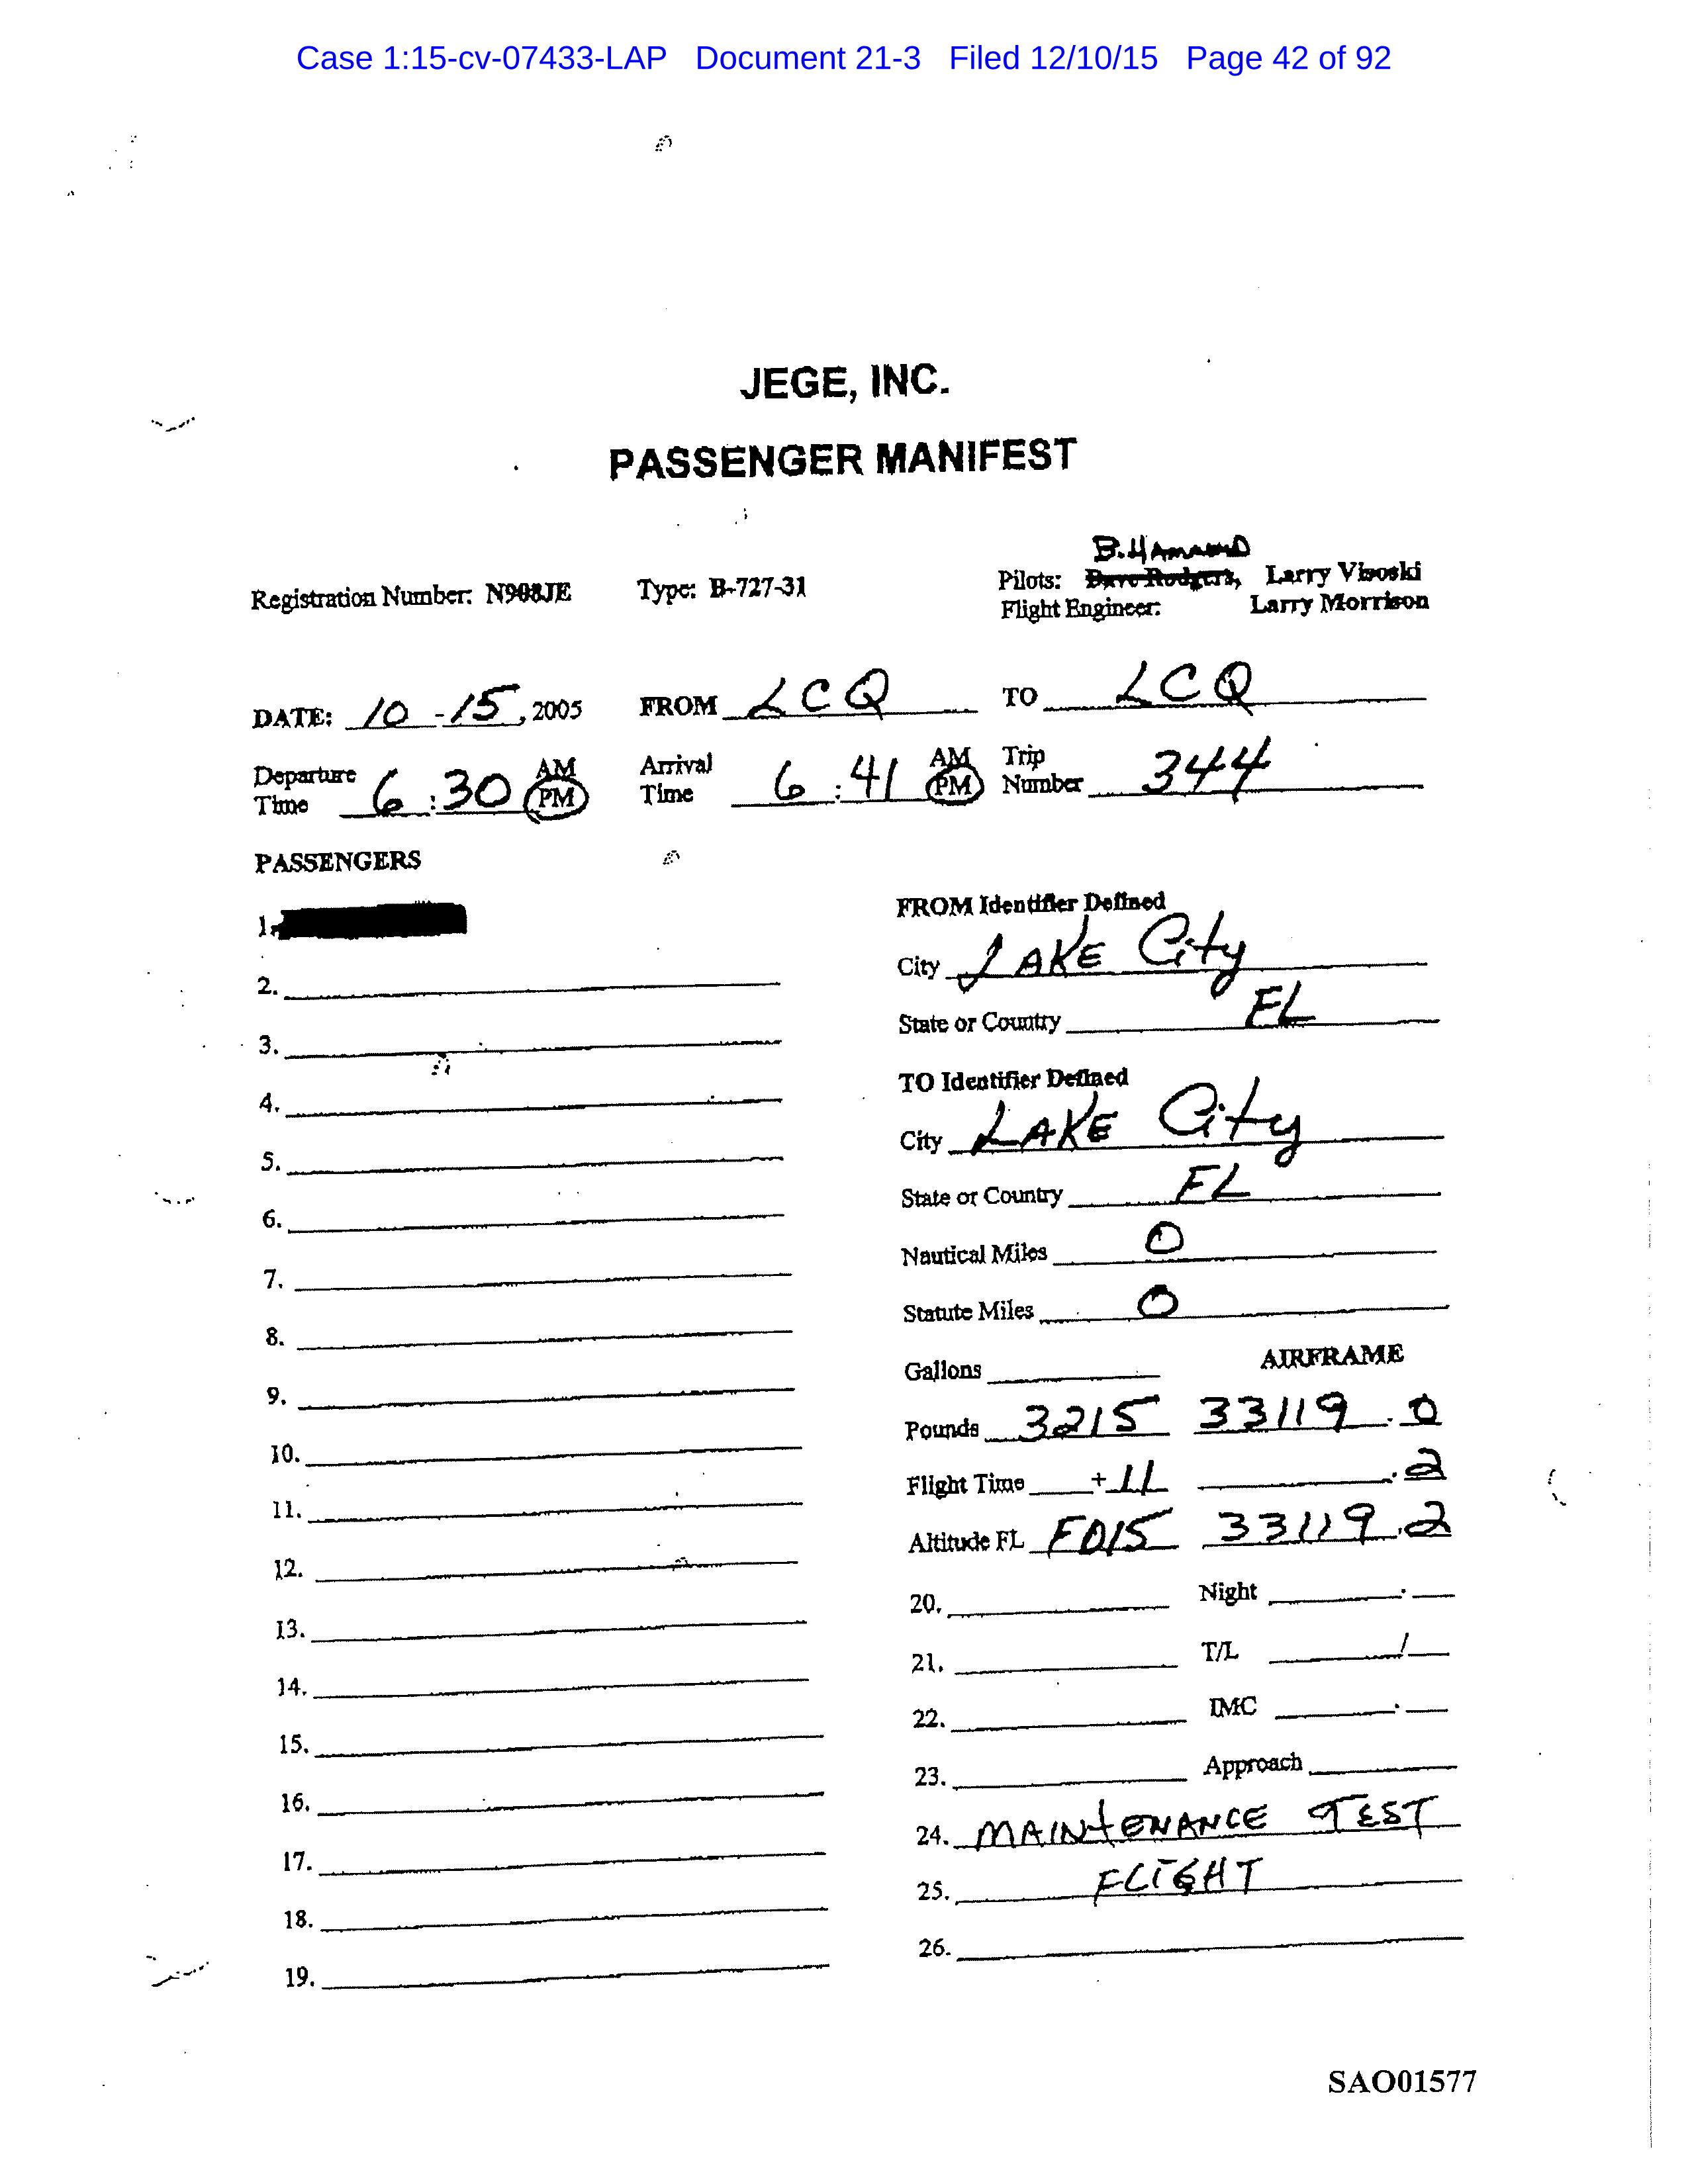 Case 1:15-cv-07433-LAP Document 21-3 Filed 12/10/15 Page 42 of 92
JEGE, INC.
PASSENGER MANIFEST
B. HAMMOND
Registration Number: N908JE Type: B-727-31 Pilots: Dave Rodgers, Larry Visoski
Flight Engineer: Larry Morrison
DATE: 10 - 15, 2005 FROM LCQ TO LCQ
Departure Time 6:30 AM PM Arrival Time 6:41 AM PM Trip Number 344
PASSENGERS
1.
2.
3.
4.
5.
6.
7.
8.
9.
10.
11.
12.
13.
14.
15.
16.
17.
18.
19.
FROM Identifier Defined
City LAKE City
State or Country FL
TO Identifier Defined
City LAKE City
State or Country FL
Nautical Miles 0
Statute Miles 0
Gallons AIRFRAME
Pounds 3215 33119.0
Flight Time + 11 .2
Altitude FL F015 33119.2
20. Night .
21. T/L /
22. IMC .
23. Approach
24. MAINTENANCE TEST
25. FLIGHT
26.
SAO01577